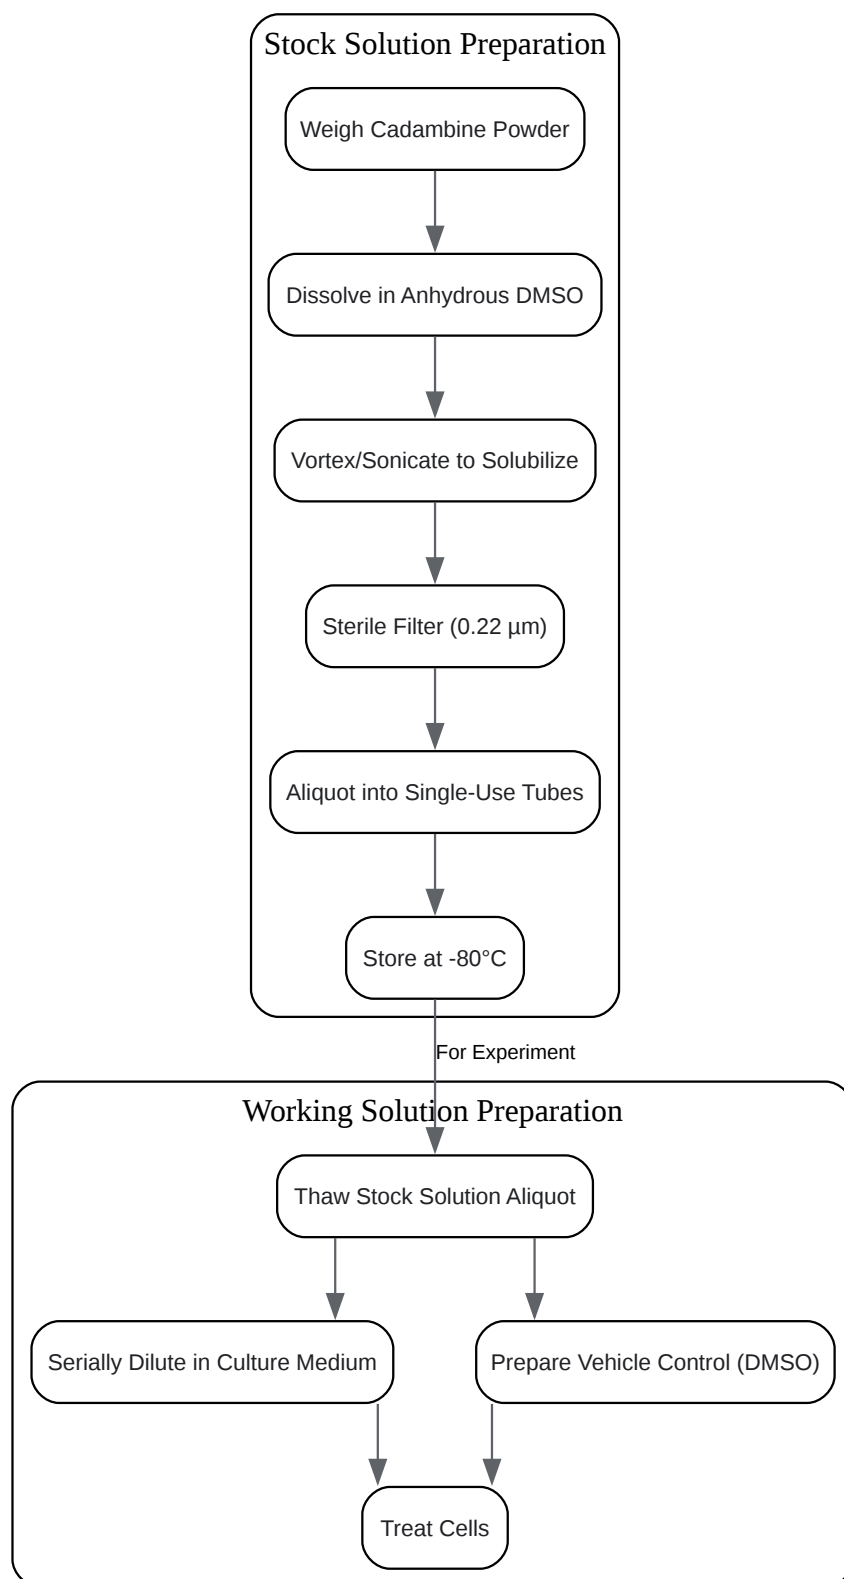 Stock Solution Preparation
Weigh Cadambine Powder
Dissolve in Anhydrous DMSO
Vortex/Sonicate to Solubilize
Sterile Filter (0.22 µm)
Aliquot into Single-Use Tubes
Store at -80°C
For Experiment
Working Solution Preparation
Thaw Stock Solution Aliquot
Serially Dilute in Culture Medium
Prepare Vehicle Control (DMSO)
Treat Cells